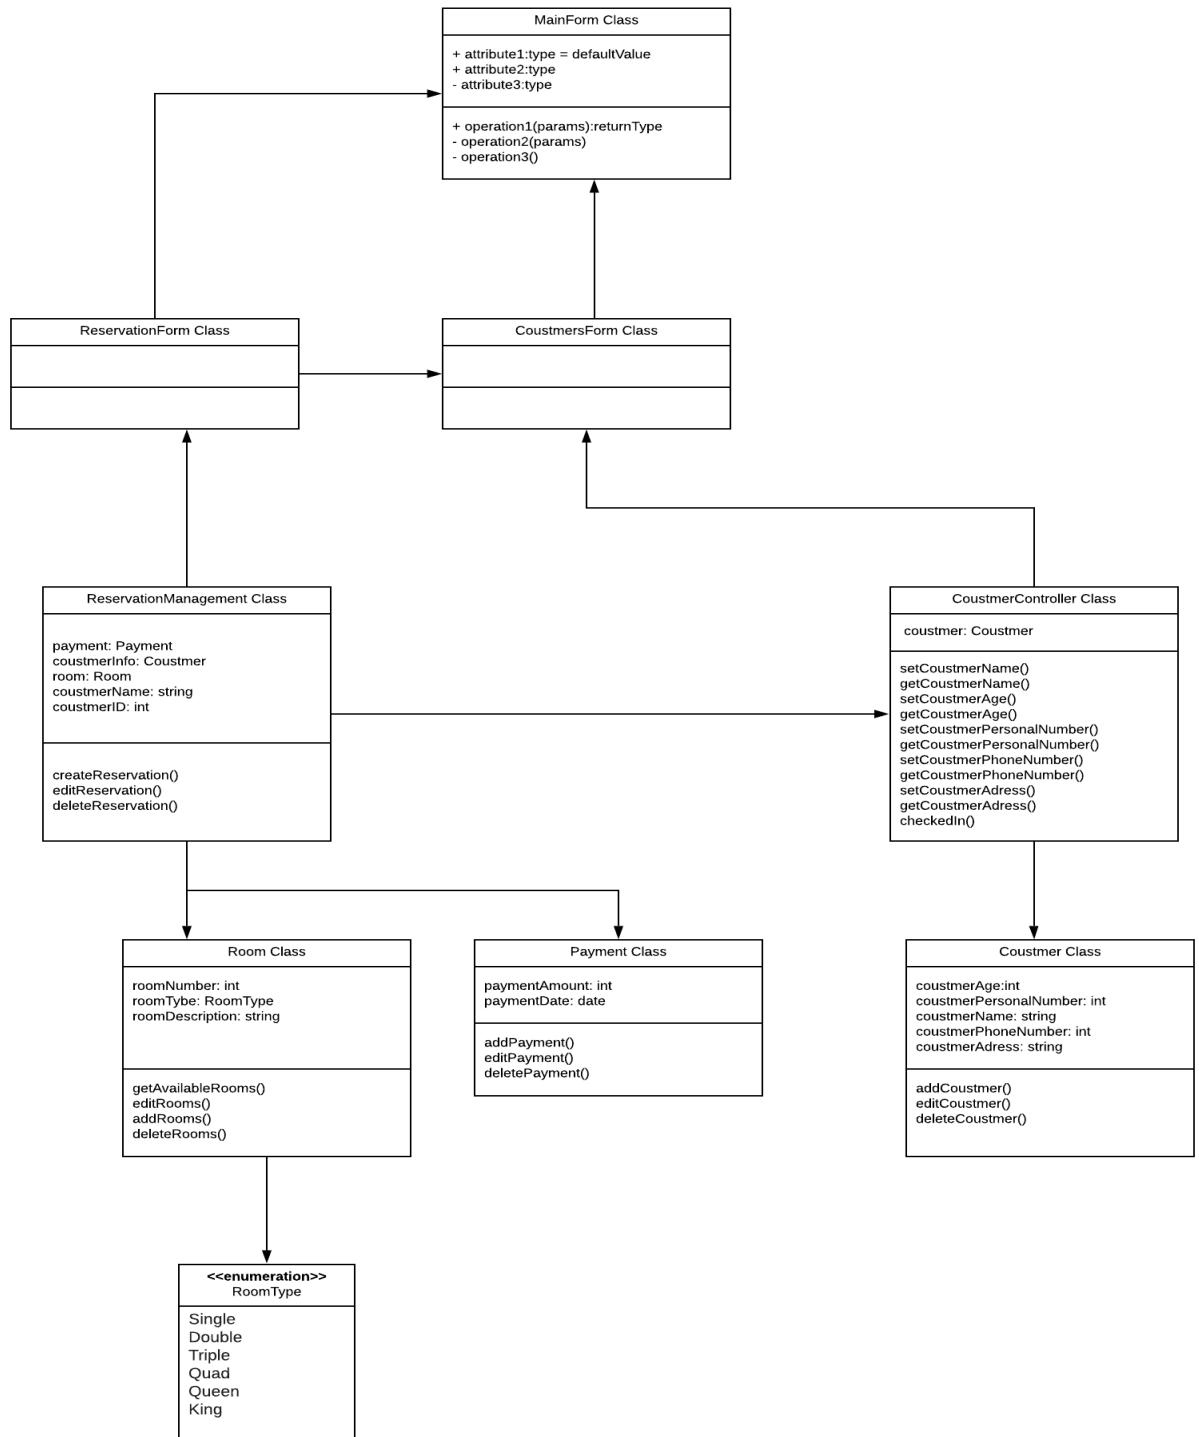 MainForm Class
+ attribute1:type = defaultValue
+ attribute2:type
- attribute3:type
+ operation1(params):returnType
- operation2(params)
- operation3()
ReservationForm Class
CoustmersForm Class
ReservationManagement Class
payment: Payment
coustmerInfo: Coustmer
room: Room
coustmerName: string
coustmerID: int
createReservation()
editReservation()
deleteReservation()
CoustmerController Class
coustmer: Coustmer
setCoustmerName()
getCoustmerName()
setCoustmerAge()
getCoustmerAge()
setCoustmerPersonalNumber()
getCoustmerPersonalNumber()
setCoustmerPhoneNumber()
getCoustmerPhoneNumber()
setCoustmerAdress()
getCoustmerAdress()
checkedIn()
Room Class
roomNumber: int
roomTybe: RoomType
roomDescription: string
getAvailableRooms()
editRooms()
addRooms()
deleteRooms()
Payment Class
paymentAmount: int
paymentDate: date
addPayment()
editPayment()
deletePayment()
Coustmer Class
coustmerAge:int
coustmerPersonalNumber: int
coustmerName: string
coustmerPhoneNumber: int
coustmerAdress: string
addCoustmer()
editCoustmer()
deleteCoustmer()
<<enumeration>>
RoomType
Single
Double
Triple
Quad
Queen
King